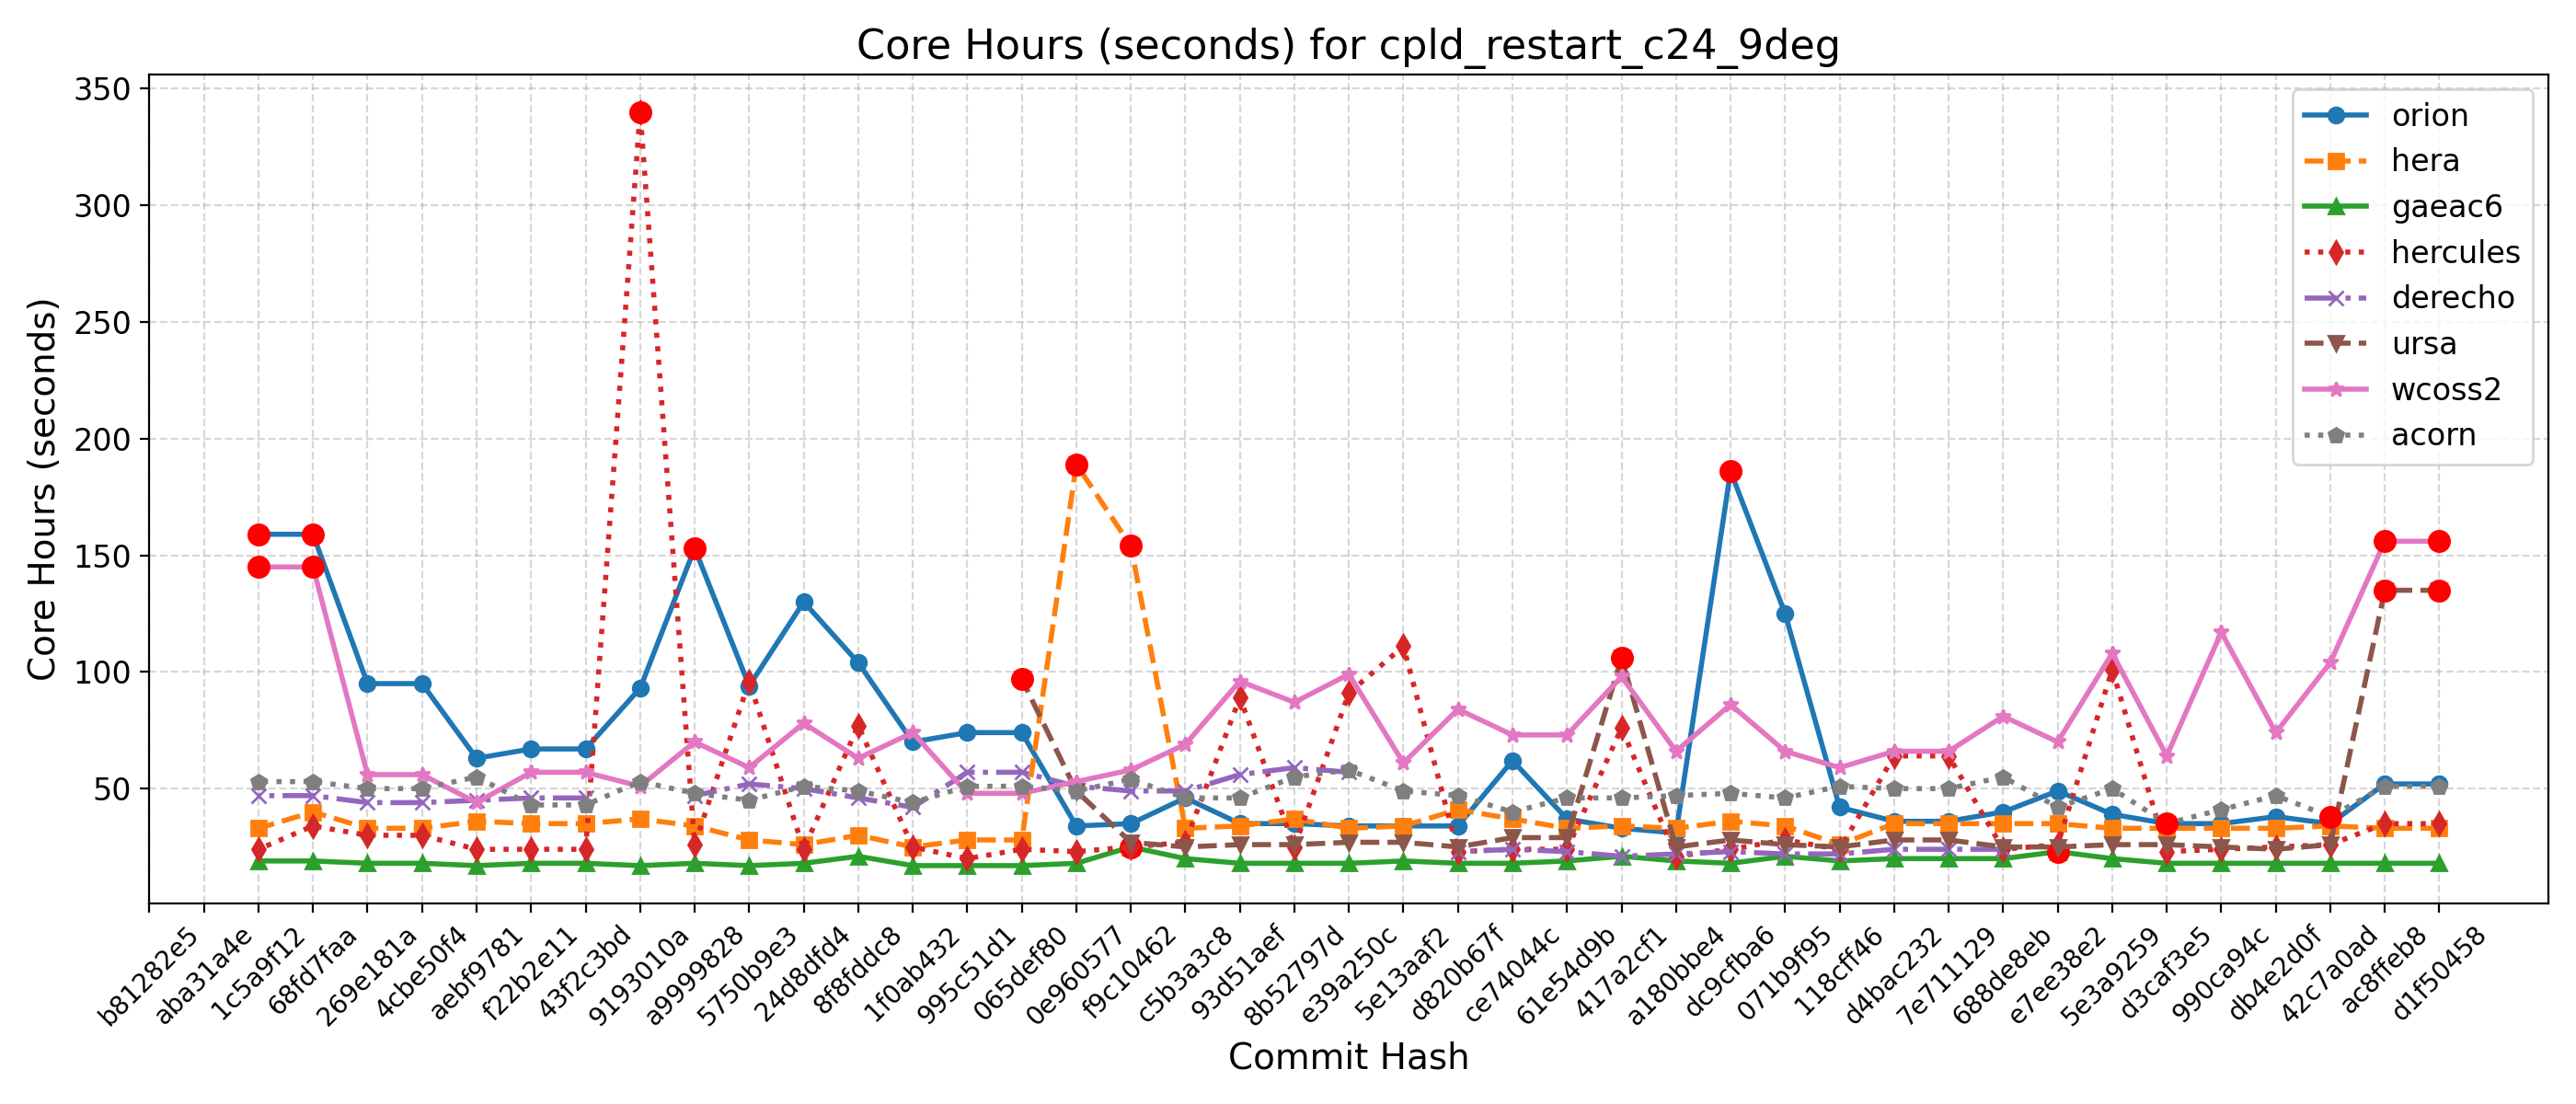 Core Hours (seconds) for cpld_restart_c24_9deg
Core Hours (seconds)
350
300
250
200
150
100
50
orion
hera
gaeac6
hercules
derecho
ursa
wcoss2
acorn
b81282e5
aba31a4e
1c5a9f12
68fd7faa
269e181a
4cbe50f4
aebf9781
f22b2e11
43f2c3bd
9193010a
a9999828
5750b9e3
24d8dfd4
8f8fddc8
1f0ab432
995c51d1
065def80
0e960577
f9c10462
c5b3a3c8
93d51aef
8b52797d
e39a250c
5e13aaf2
d820b67f
ce74044c
61e54d9b
417a2cf1
a180bbe4
dc9cfba6
071b9f95
118cff46
d4bac232
7e711129
688de8eb
e7ee38e2
5e3a9259
d3caf3e5
990ca94c
db4e2d0f
42c7a0ad
ac8ffeb8
d1f50458
Commit Hash